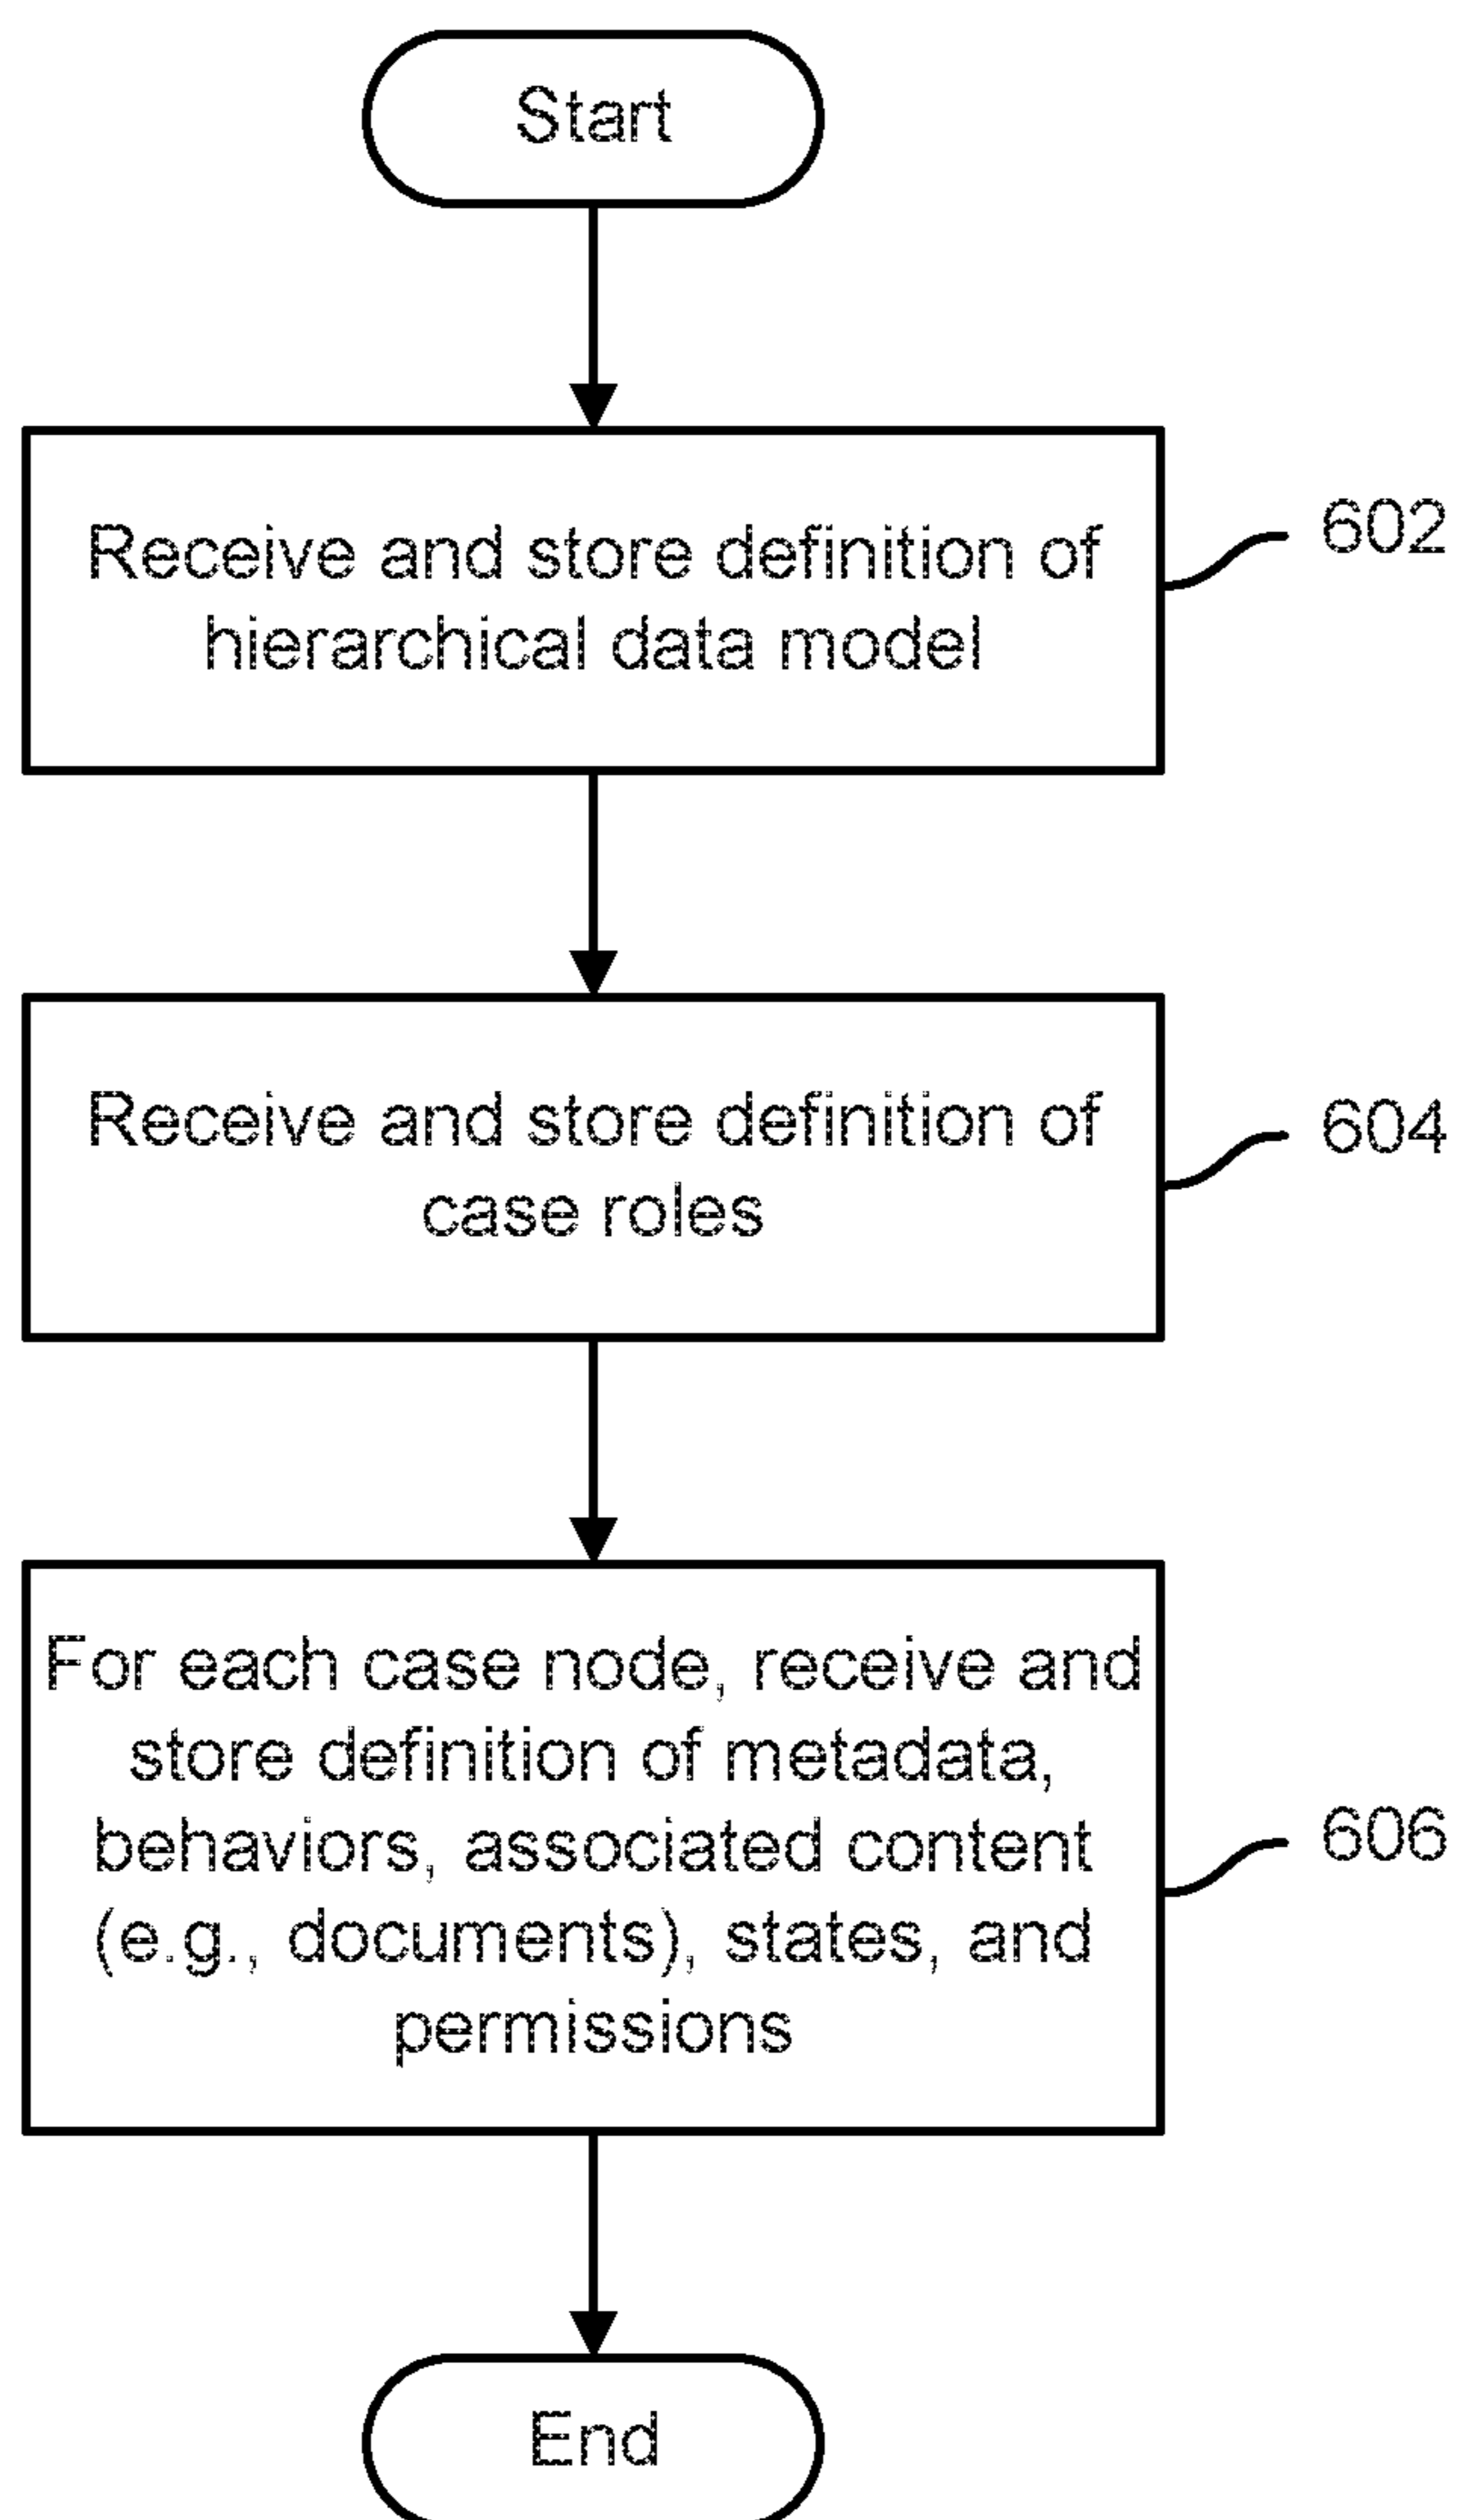 Start
Receive and store definition of
hierarchical data model
602
Receive and store definition of
case roles
604
For each case node, receive and
store definition of metadata,
behaviors, associated content
(e.g., documents), states, and
permissions
606
End